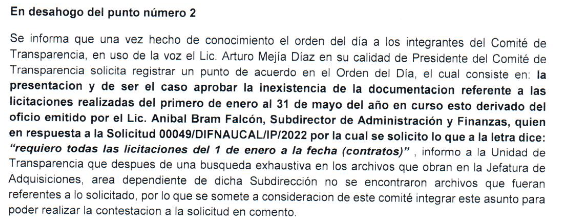 En desahogo del punto número 2
Se informa que una vez hecho de conocimiento el orden del día a los integrantes del Comité de
Transparencia, en uso de la voz el Lic. Arturo Mejía Díaz en su calidad de Presidente del Comité de
Transparencia solicita registrar un punto de acuerdo en el Orden del Día, el cual consiste en: la
presentacion y de ser el caso aprobar la inexistencia de la documentacion referente a las
licitaciones realizadas del primero de enero al 31 de mayo del año en curso esto derivado del
oficio emitido por el Lic. Anibal Bram Falcón, Subdirector de Administración y Finanzas, quien
en respuesta a la Solicitud 00049/DIFNAUCAL/IP/2022 por la cual se solicito lo que a la letra dice:
"requiero todas las licitaciones del 1 de enero a la fecha (contratos)" , informo a la Unidad de
Transparencia que despues de una busqueda exhaustiva en los archivos que obran en la Jefatura de
Adquisiciones, area dependiente de dicha Subdirección no se encontraron archivos que fueran
referentes a lo solicitado, por lo que se somete a consideracion de este comité integrar este asunto para
poder realizar la contestacion a la solicitud en comento.